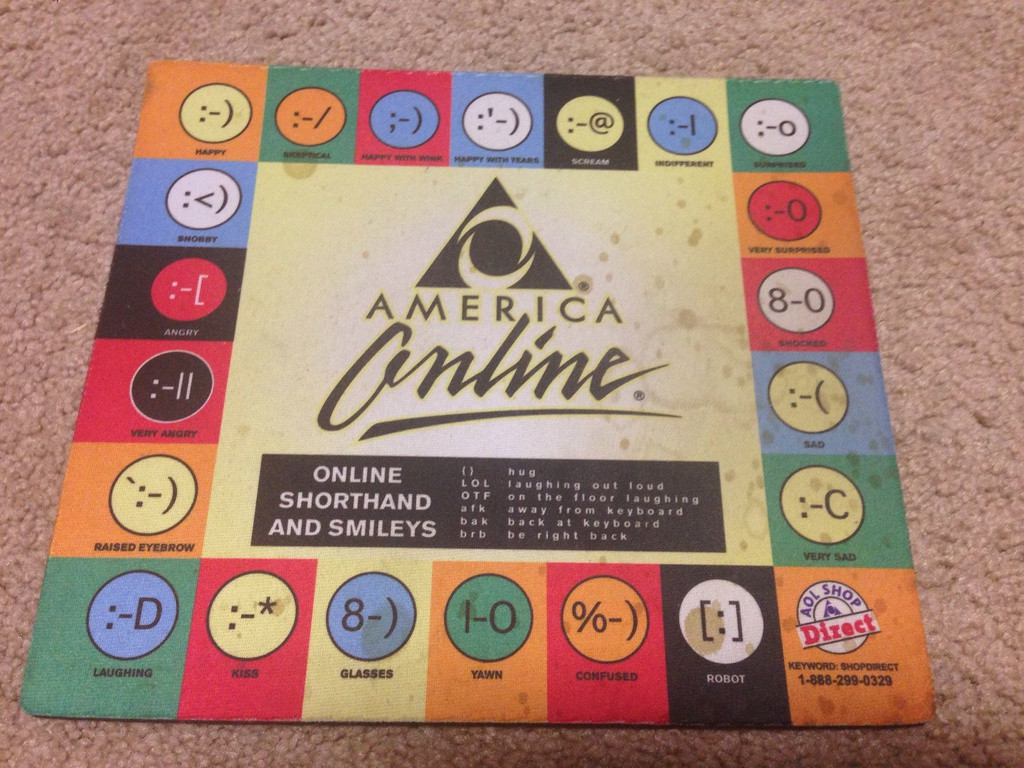 :-)
HAPPY
:-/
SKEPTICAL
;-)
HAPPY WITH WINK
:'-)
HAPPY WITH TEARS
:-@
SCREAM
:-|
INDIFFERENT
:-o
SURPRISED
:<)
SNOBBY
:-O
VERY SURPRISED
:-[
ANGRY
8-O
SHOCKED
:-||
VERY ANGRY
:-(
SAD
`:-)
RAISED EYEBROW
:-C
VERY SAD
AMERICA
Online
®
®
ONLINE
SHORTHAND
AND SMILEYS
() hug
LOL laughing out loud
OTF on the floor laughing
afk away from keyboard
bak back at keyboard
brb be right back
:-D
LAUGHING
:-*
KISS
8-)
GLASSES
|-O
YAWN
%-)
CONFUSED
[:]
ROBOT
AOL SHOP
Direct
KEYWORD: SHOPDIRECT
1-888-299-0329